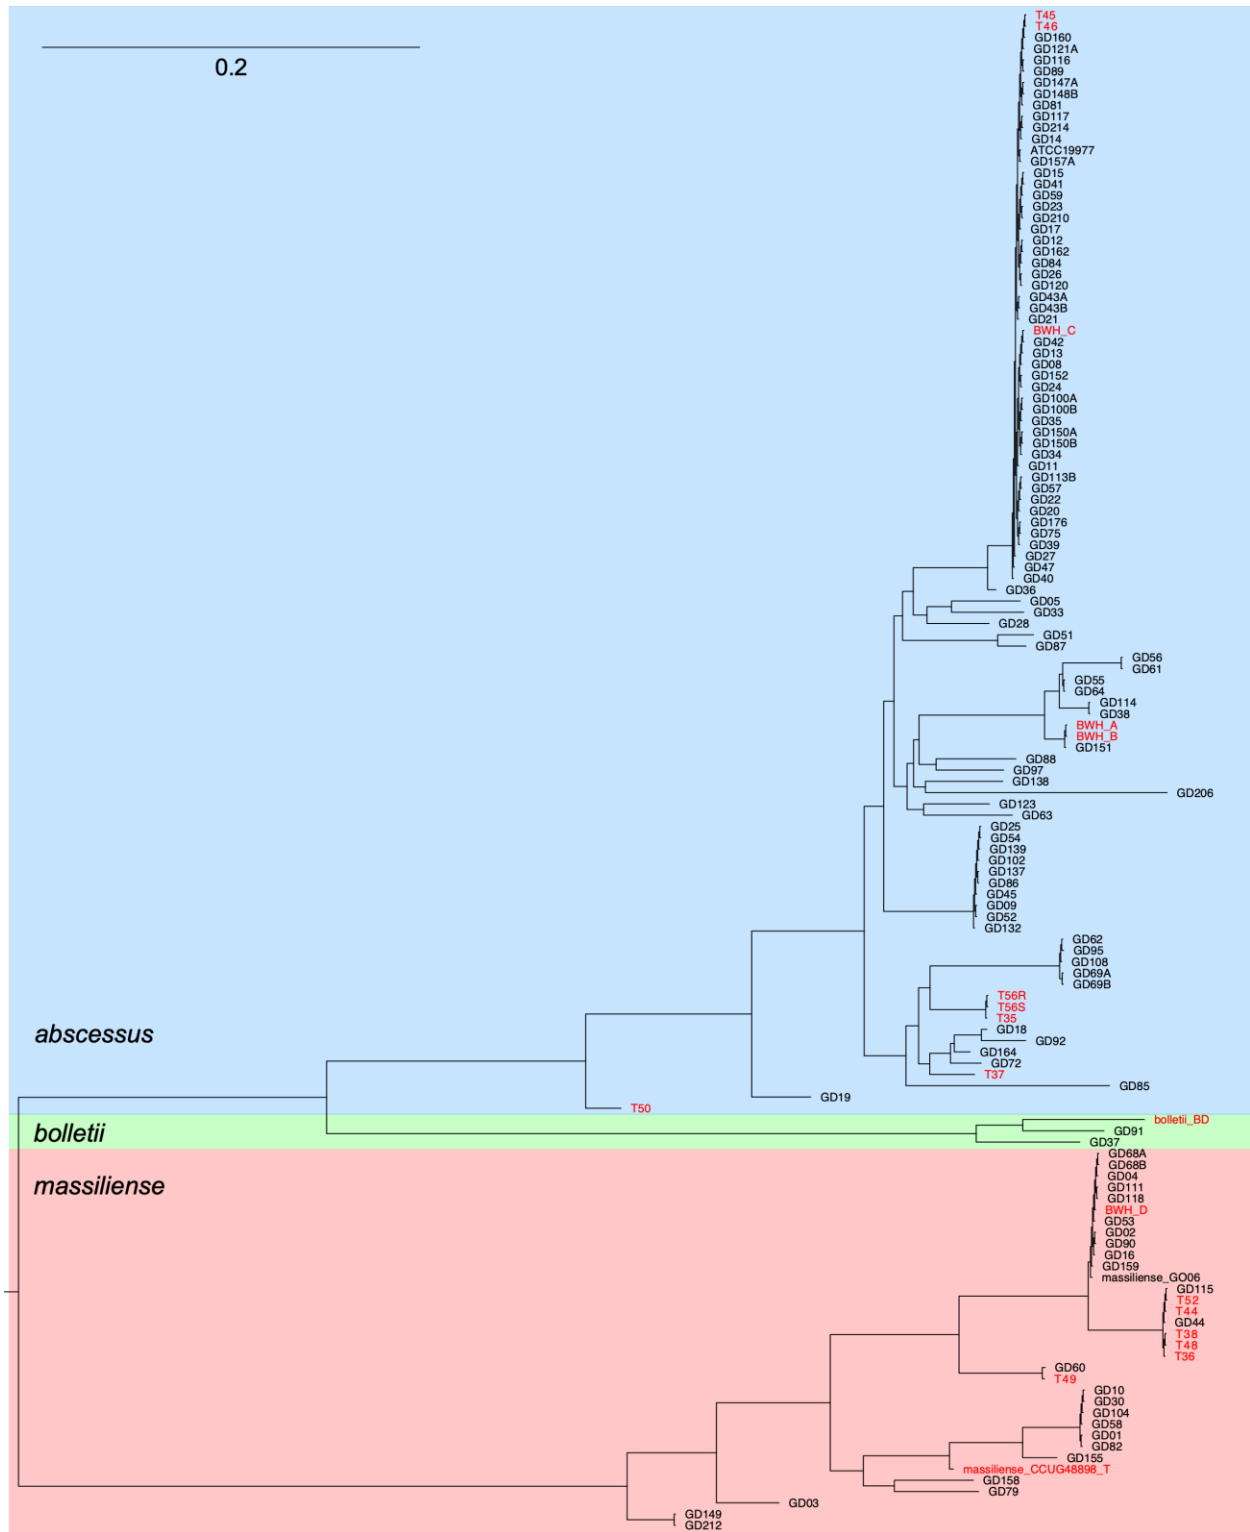 T45
T46
0.2
GD160
GD121A
GD116
GD89
GD147A
GD148B
GD81
GD117
GD214
GD14
ATCC19977
GD157A
GD15
GD41
GD59
GD23
GD210
GD17
GD12
GD162
GD84
GD26
GD120
GD43A
GD43B
GD21
BWH_C
GD42
GD13
GD08
GD152
GD24
GD100A
GD100B
GD35
GD150A
GD150B
GD34
GD11
GD113B
GD57
GD22
GD20
GD176
GD75
GD39
GD27
GD47
GD40
GD36
GD05
GD33
GD28
GD51
GD87
GD56
GD61
GD55
GD64
GD114
GD38
BWH_A
BWH_B
GD151
GD88
GD97
GD138
GD206
GD123
GD63
GD25
GD54
GD139
GD102
GD137
GD86
GD45
GD09
GD52
GD132
GD62
GD95
GD108
GD69A
GD69B
T56R
T56S
T35
GD18
abscessus
GD92
GD164
GD72
T37
GD85
GD19
T50
bolletii_BD
bolletii
GD91
GD37
GD68A
GD68B
GD04
massiliense
GD111
GD118
BWH_D
GD53
GD02
GD90
GD16
GD159
massiliense_GO06
GD115
T52
T44
GD44
T38
T48
T36
GD60
T49
GD10
GD30
GD104
GD58
GD01
GD82
GD155
massiliense_CCUG48898_T
GD158
GD79
GD03
GD149
GD212